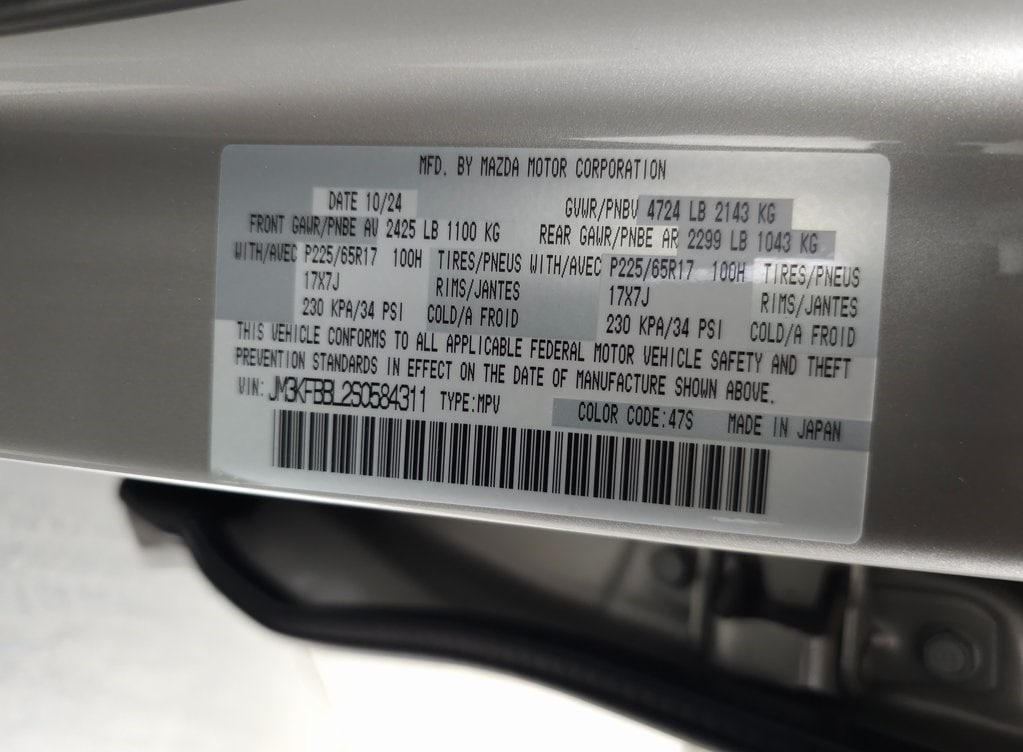 MFD. BY MAZDA MOTOR CORPORATION
DATE 10/24 GVWR/PNBV 4724 LB 2143 KG
FRONT GAWR/PNBE AV 2425 LB 1100 KG REAR GAWR/PNBE AR 2299 LB 1043 KG
WITH/AVEC P225/65R17 100H TIRES/PNEUS WITH/AVEC P225/65R17 100H TIRES/PNEUS
17X7J RIMS/JANTES 17X7J RIMS/JANTES
230 KPA/34 PSI COLD/A FROID 230 KPA/34 PSI COLD/A FROID
THIS VEHICLE CONFORMS TO ALL APPLICABLE FEDERAL MOTOR VEHICLE SAFETY AND THEFT
PREVENTION STANDARDS IN EFFECT ON THE DATE OF MANUFACTURE SHOWN ABOVE.
VIN: JM3KFBBL2S0584311 TYPE:MPV COLOR CODE:47S MADE IN JAPAN